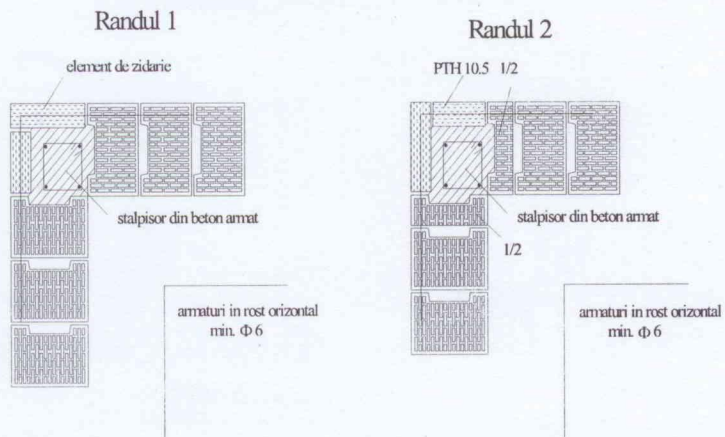 Randul 1
element de zidarie
stalpisor din beton armat
armaturi in rost orizontal
min. Φ 6
Randul 2
PTH 10.5 1/2
stalpisor din beton armat
1/2
armaturi in rost orizontal
min. Φ 6